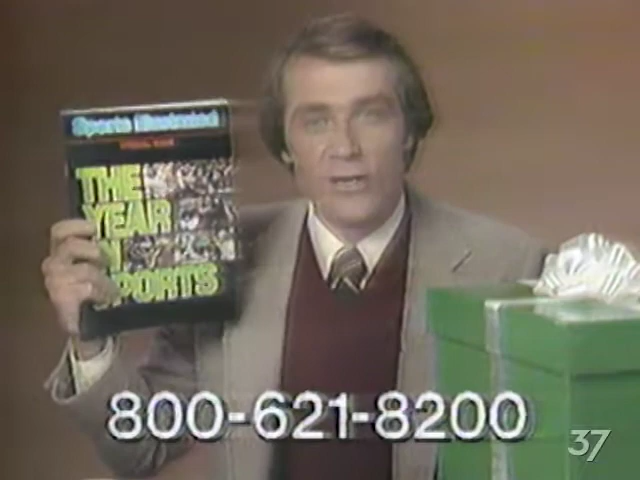 Sports Illustrated
THE
YEAR
IN
SPORTS
800-621-8200
37